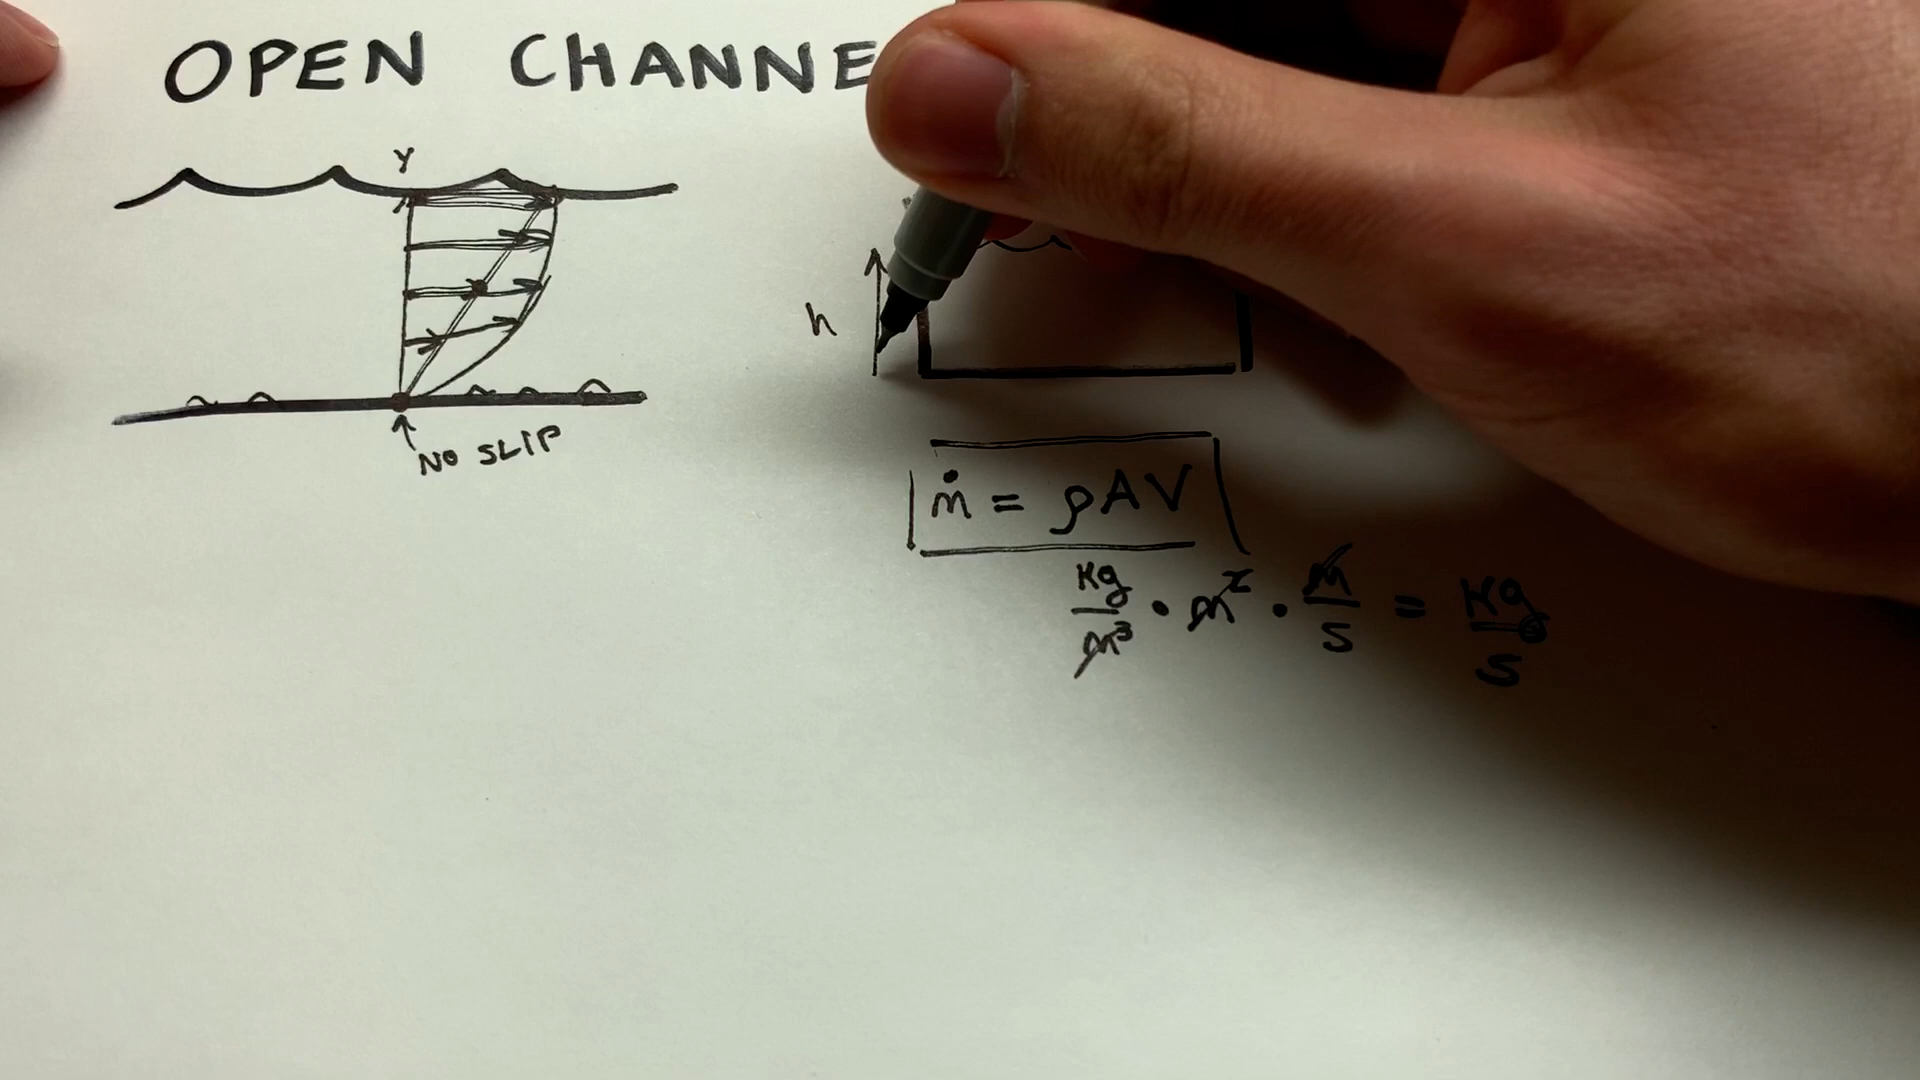 OPEN CHANNE
Y
h
NO SLIP
ṁ = ρAV
kg/m³ · m² · m/s = kg/s